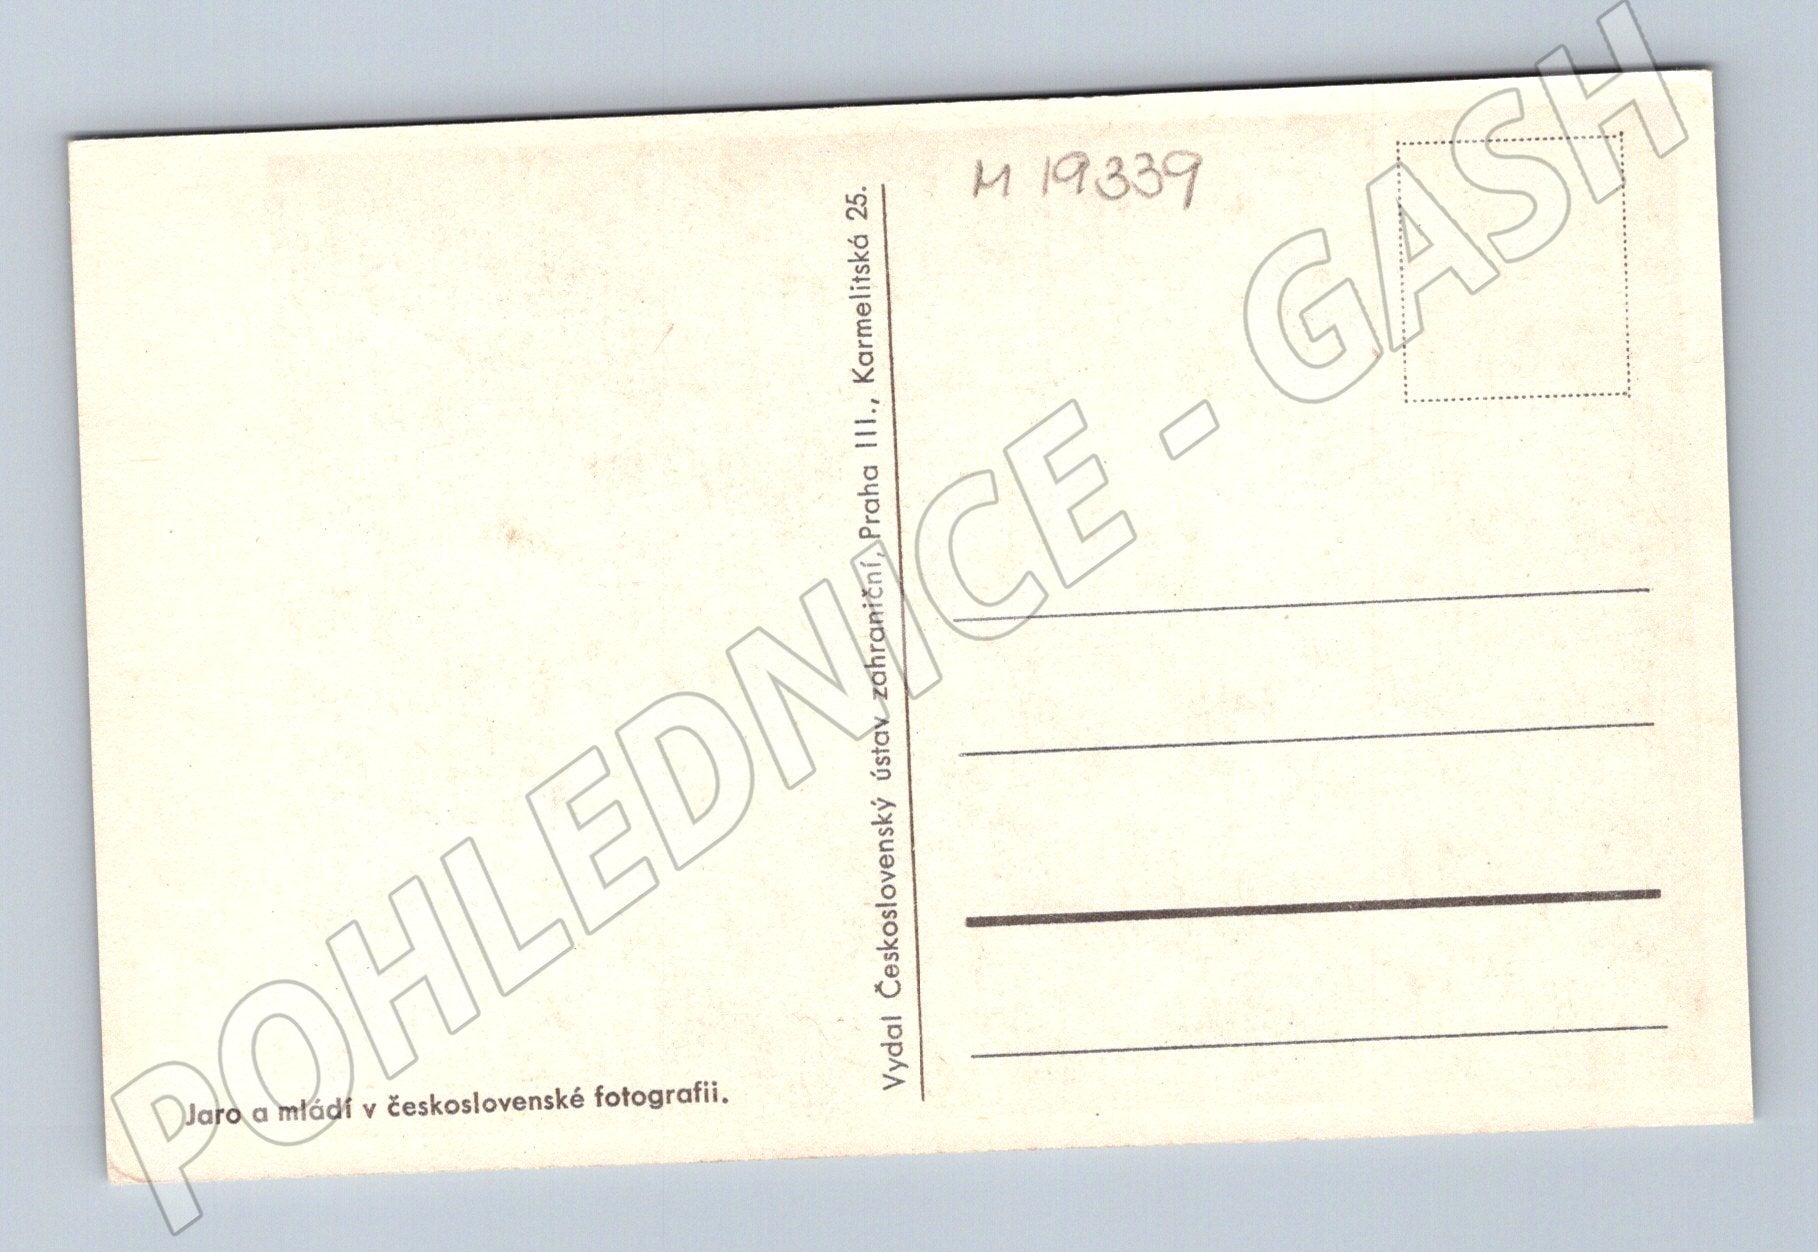 M 19339
Vydal Československý ústav zahraniční, Praha III., Karmelitská 25.
Jaro a mládí v československé fotografii.
POHLEDNICE - GASH